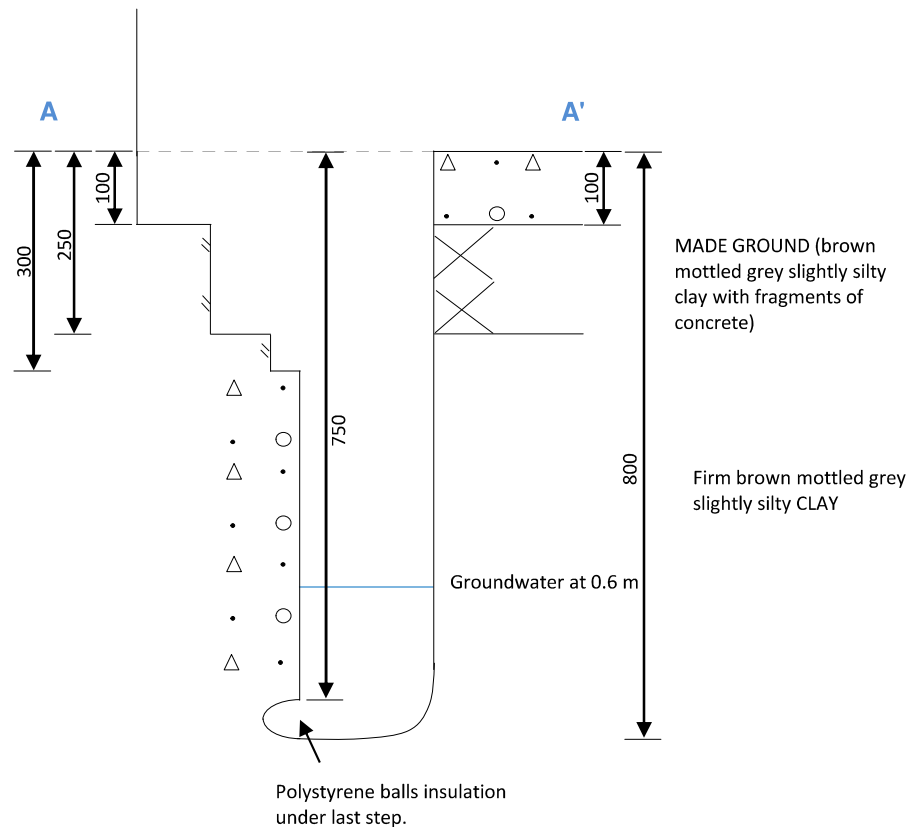 A
A'
100
100
250
300
MADE GROUND (brown
mottled grey slightly silty
clay with fragments of
concrete)
750
800
Firm brown mottled grey
slightly silty CLAY
Groundwater at 0.6 m
Polystyrene balls insulation
under last step.